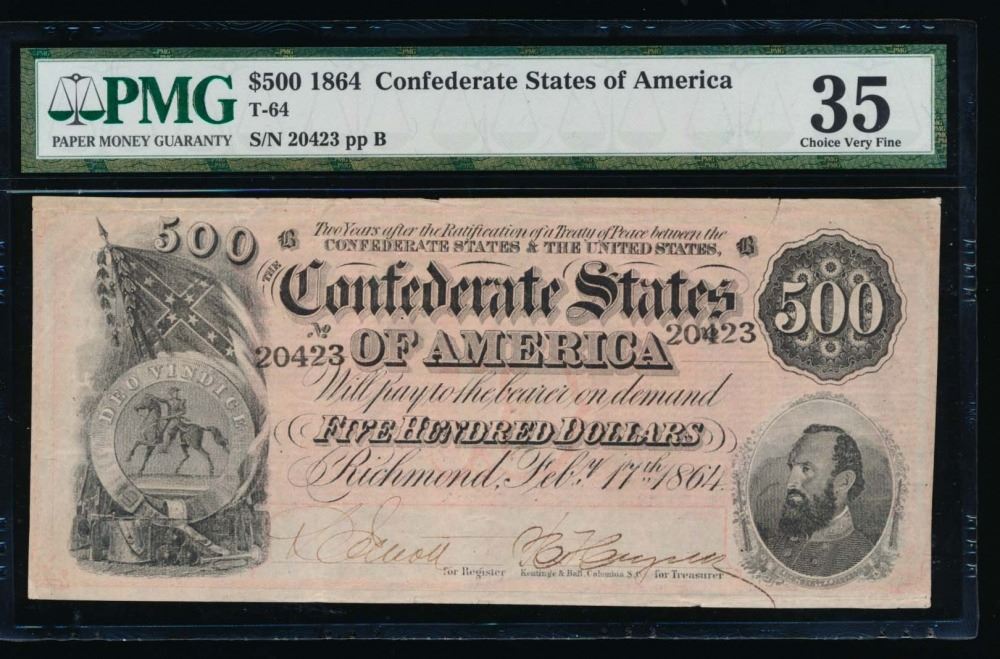 PMG
PAPER MONEY GUARANTY
$500 1864 Confederate States of America
T-64
S/N 20423 pp B
35
Choice Very Fine
500
B
Two Years after the Ratification of a Treaty of Peace between the
CONFEDERATE STATES & THE UNITED STATES,
B
THE
Confederate States
500
No
20423
OF AMERICA
20423
DEO VINDICE
Will pay to the bearer on demand
FIVE HUNDRED DOLLARS
Richmond, Feb.y 17th 1864.
for Register
Keatinge & Ball, Columbia S.C.
for Treasurer